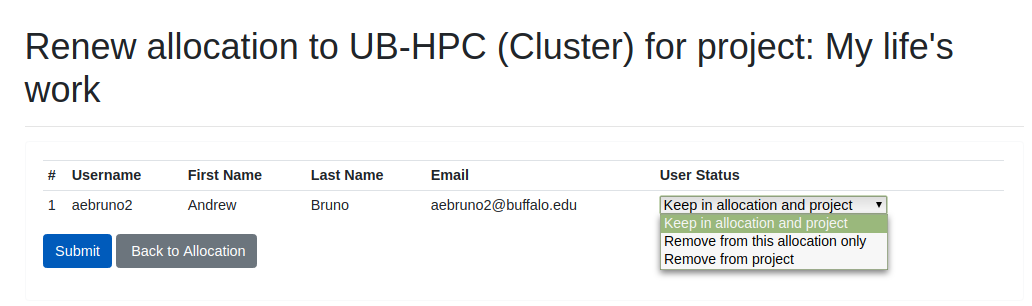 Renew allocation to UB-HPC (Cluster) for project: My life's
work
# Username First Name Last Name Email User Status
1 aebruno2 Andrew Bruno aebruno2@buffalo.edu Keep in allocation and project
Keep in allocation and project
Remove from this allocation only
Remove from project
Submit Back to Allocation